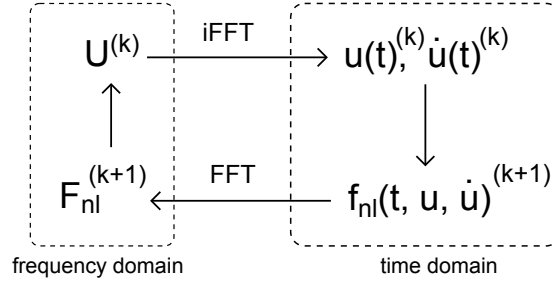 U^(k) iFFT u(t),^(k) u̇(t)^(k)
F_nl^(k+1) FFT f_nl(t, u, u̇)^(k+1)
frequency domain time domain